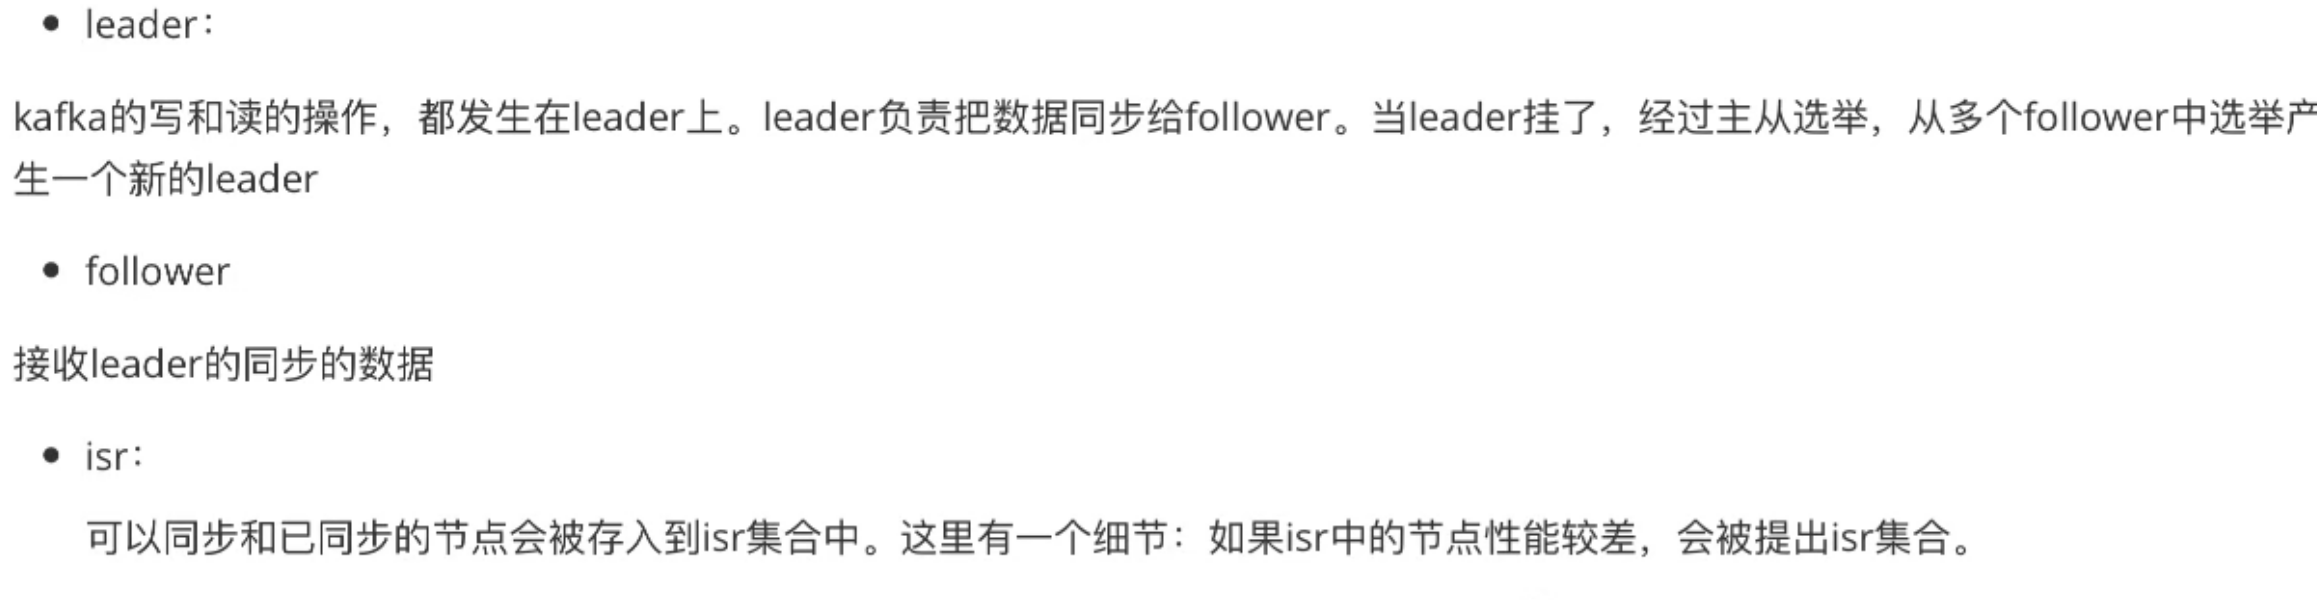 • leader：
kafka的写和读的操作，都发生在leader上。leader负责把数据同步给follower。当leader挂了，经过主从选举，从多个follower中选举产
生一个新的leader
• follower
接收leader的同步的数据
• isr：
可以同步和已同步的节点会被存入到isr集合中。这里有一个细节：如果isr中的节点性能较差，会被提出isr集合。